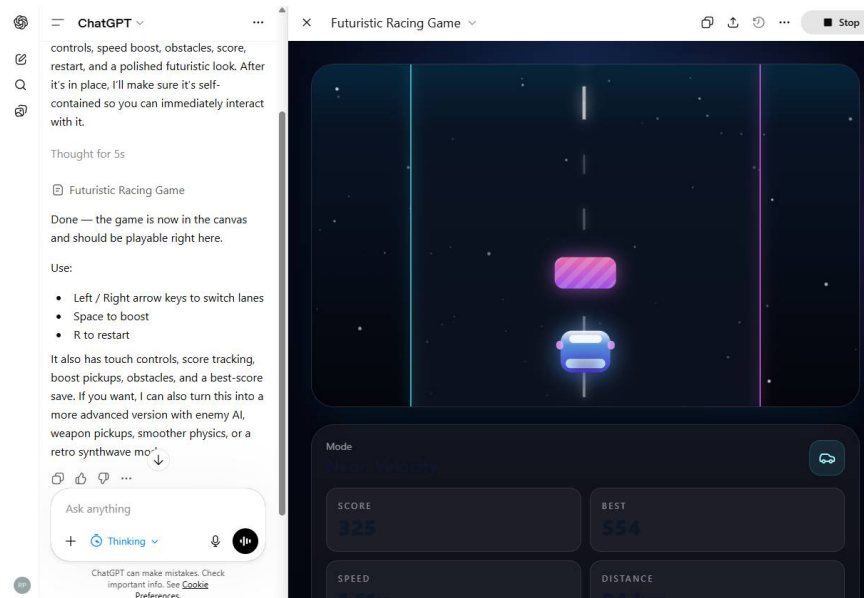 ChatGPT
controls, speed boost, obstacles, score,
restart, and a polished futuristic look. After
it's in place, I'll make sure it's self-
contained so you can immediately interact
with it.
Thought for 5s
Futuristic Racing Game
Done — the game is now in the canvas
and should be playable right here.
Use:
Left / Right arrow keys to switch lanes
Space to boost
R to restart
It also has touch controls, score tracking,
boost pickups, obstacles, and a best-score
save. If you want, I can also turn this into a
more advanced version with enemy AI,
weapon pickups, smoother physics, or a
retro synthwave
Ask anything
Thinking
ChatGPT can make mistakes. Check
important info. See Cookie
Preferences.
RP
Futuristic Racing Game
Stop
Mode
SCORE
325
BEST
554
SPEED
DISTANCE